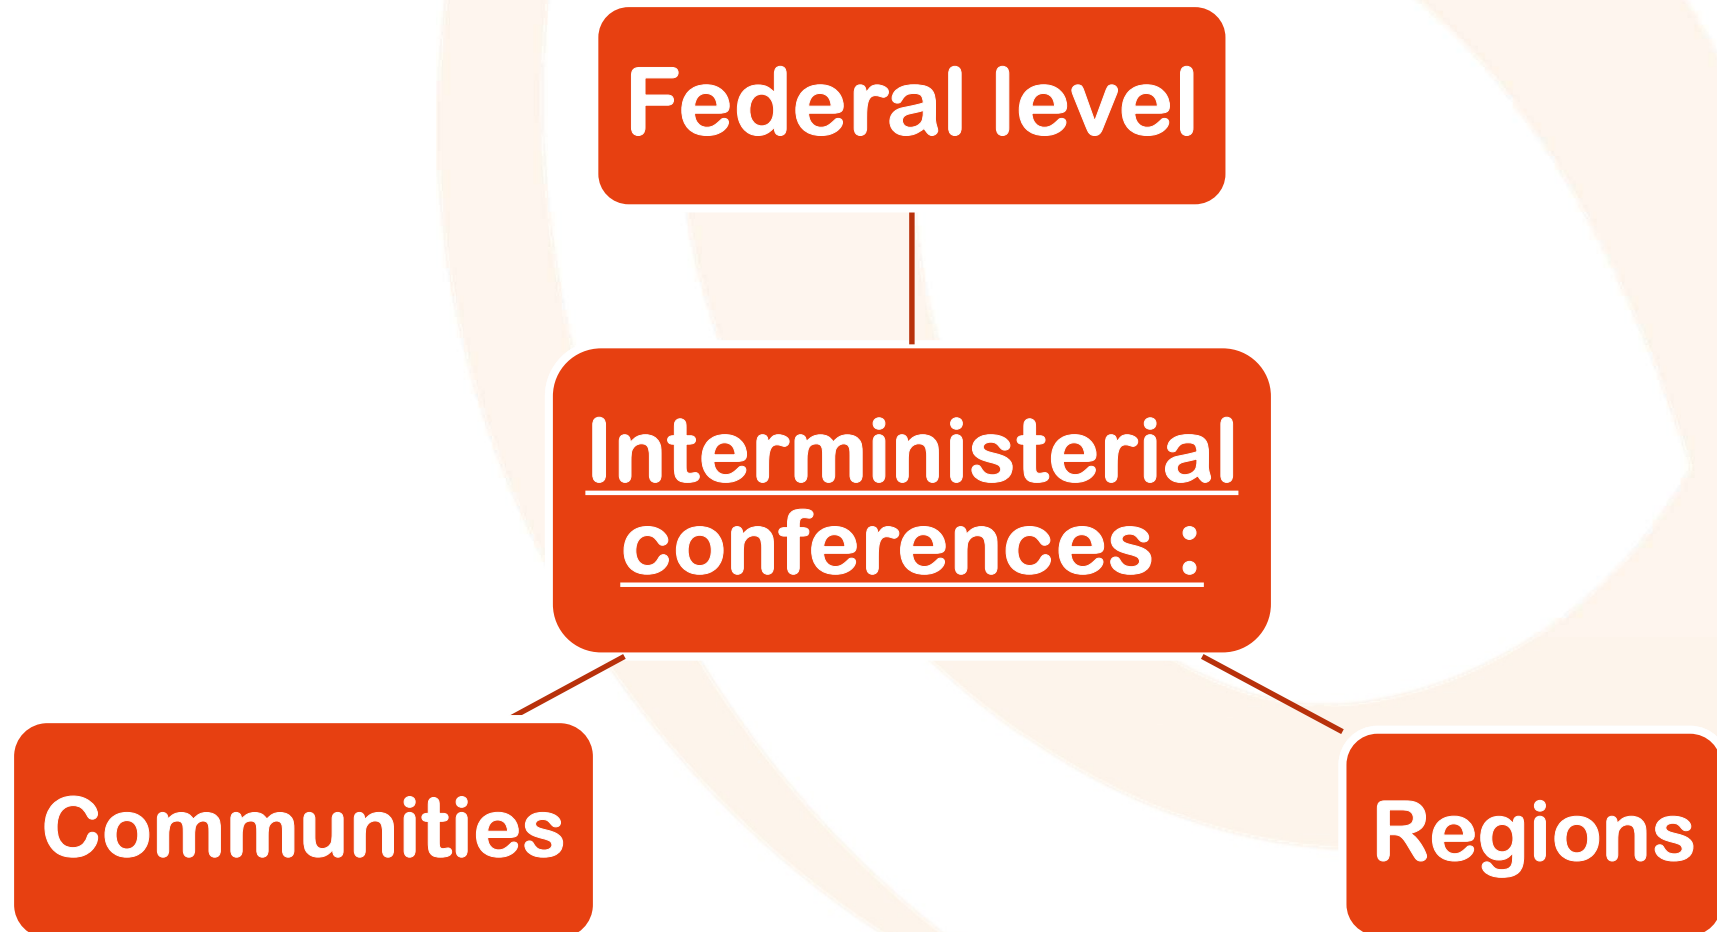 Federal level
Interministerial
conferences :
Communities
Regions